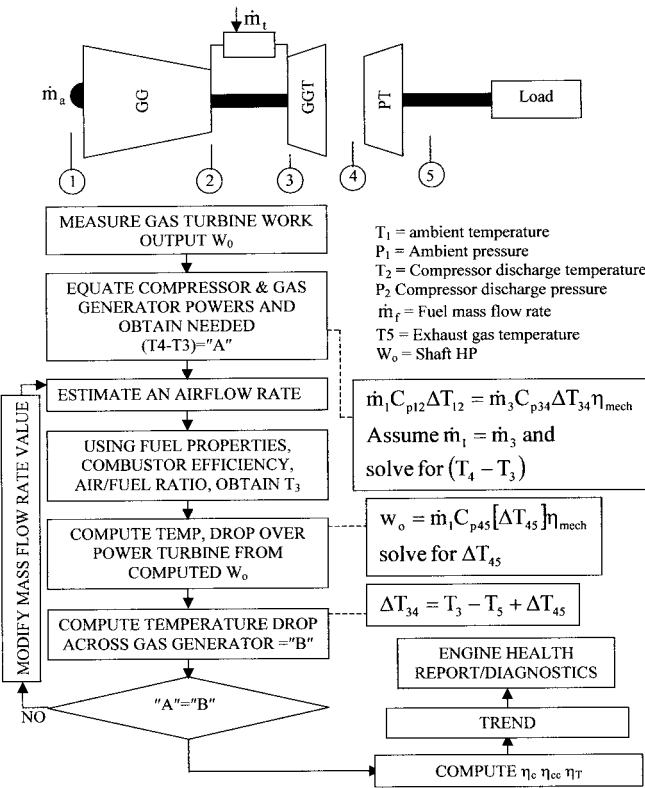 ṁt
ṁa
GG
GGT
PT
Load
1
2
3
4
5
MEASURE GAS TURBINE WORK
OUTPUT W0
EQUATE COMPRESSOR & GAS
GENERATOR POWERS AND
OBTAIN NEEDED
(T4-T3)="A"
ESTIMATE AN AIRFLOW RATE
USING FUEL PROPERTIES,
COMBUSTOR EFFICIENCY,
AIR/FUEL RATIO, OBTAIN T3
COMPUTE TEMP, DROP OVER
POWER TURBINE FROM
COMPUTED Wo
COMPUTE TEMPERATURE DROP
ACROSS GAS GENERATOR ="B"
"A"="B"
NO
MODIFY MASS FLOW RATE VALUE
T1 = ambient temperature
P1 = Ambient pressure
T2 = Compressor discharge temperature
P2 Compressor discharge pressure
ṁf = Fuel mass flow rate
T5 = Exhaust gas temperature
Wo = Shaft HP
ṁ1Cp12ΔT12 = ṁ3Cp34ΔT34ηmech
Assume ṁ1 = ṁ3 and
solve for (T4 − T3)
wo = ṁ1Cp45[ΔT45]ηmech
solve for ΔT45
ΔT34 = T3 − T5 + ΔT45
ENGINE HEALTH
REPORT/DIAGNOSTICS
TREND
COMPUTE ηc ηcc ηT